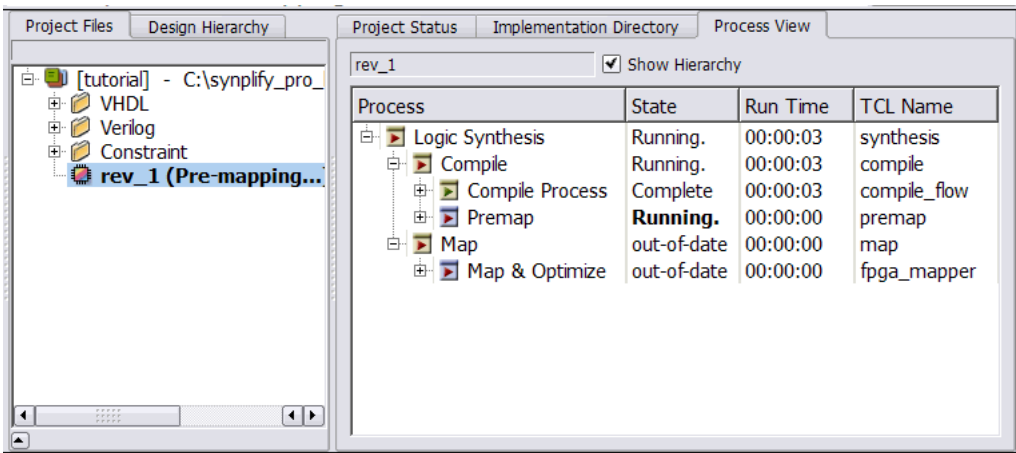 Project Files Design Hierarchy
[tutorial] - C:\synplify_pro_
VHDL
Verilog
Constraint
rev_1 (Pre-mapping...)
Project Status Implementation Directory Process View
rev_1 Show Hierarchy
Process State Run Time TCL Name
Logic Synthesis Running. 00:00:03 synthesis
Compile Running. 00:00:03 compile
Compile Process Complete 00:00:03 compile_flow
Premap Running. 00:00:00 premap
Map out-of-date 00:00:00 map
Map & Optimize out-of-date 00:00:00 fpga_mapper